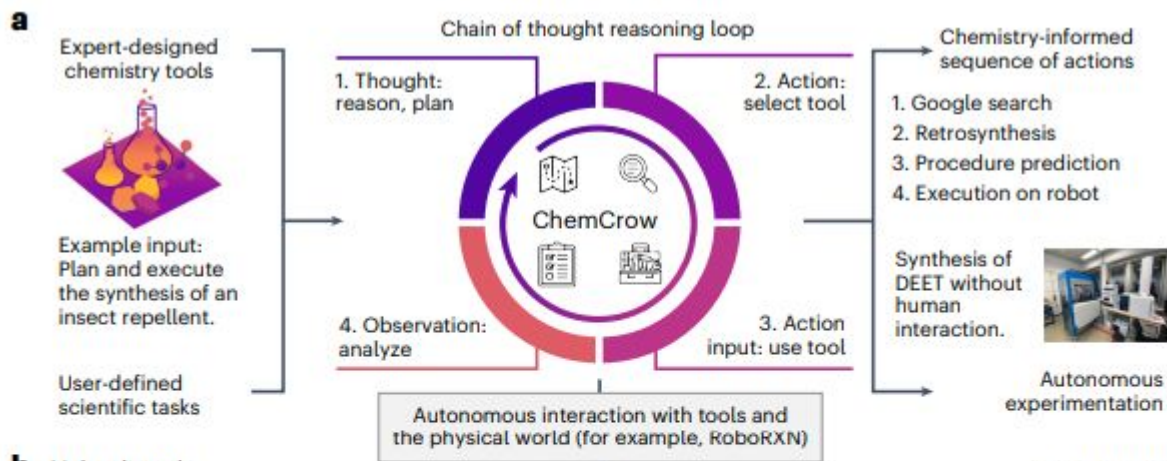 a
Expert-designed
chemistry tools
Example input:
Plan and execute
the synthesis of an
insect repellent.
User-defined
scientific tasks
Chain of thought reasoning loop
1. Thought:
reason, plan
2. Action:
select tool
ChemCrow
4. Observation:
analyze
3. Action
input: use tool
Autonomous interaction with tools and
the physical world (for example, RoboRXN)
Chemistry-informed
sequence of actions
1. Google search
2. Retrosynthesis
3. Procedure prediction
4. Execution on robot
Synthesis of
DEET without
human
interaction.
Autonomous
experimentation